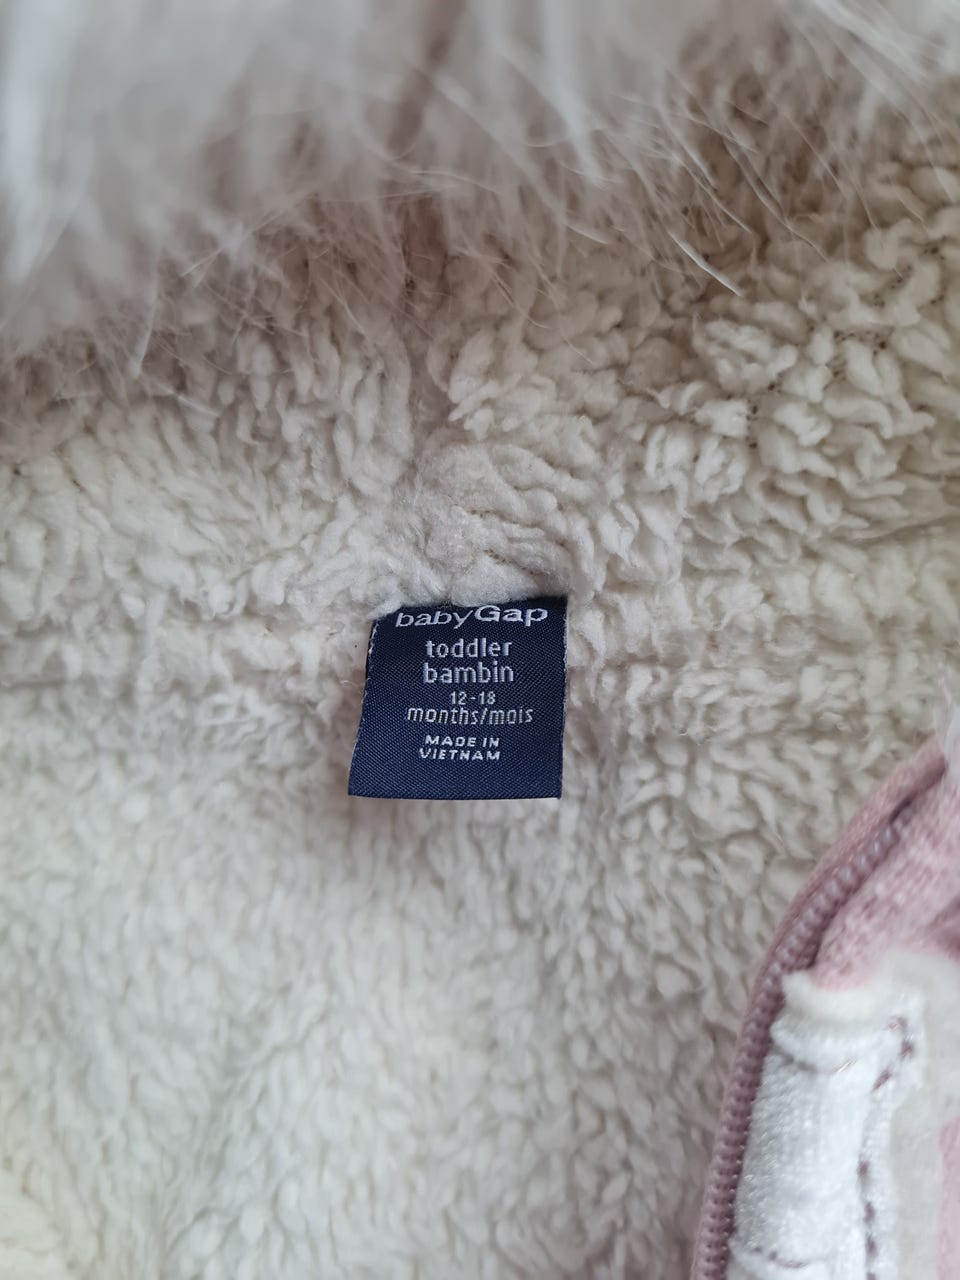 babyGap
toddler
bambin
12-18
months/mois
MADE IN
VIETNAM